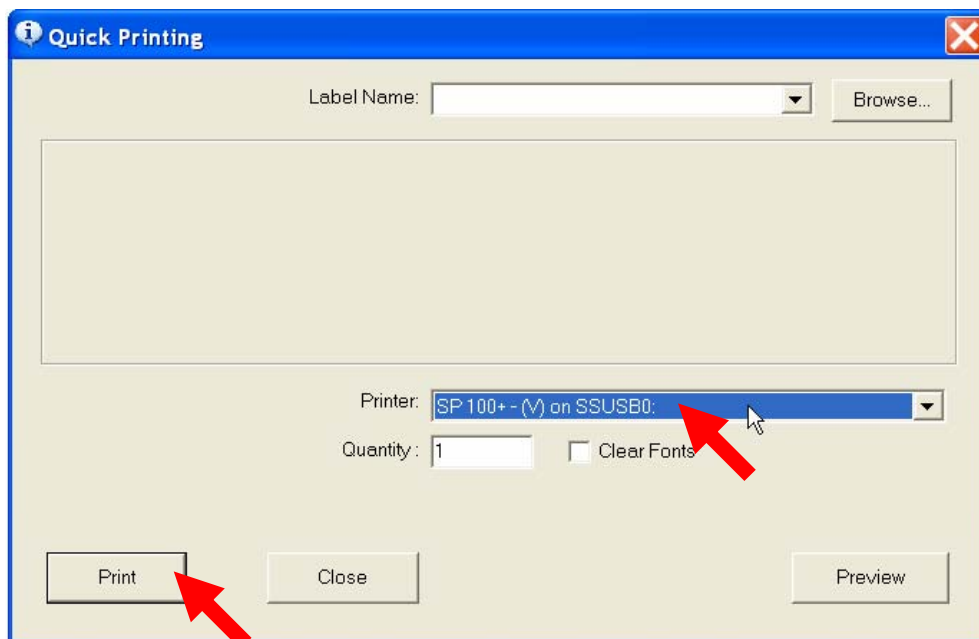 Quick Printing
Label Name: Browse...
Printer: SP 100+ - (V) on SSUSB0:
Quantity : 1 Clear Fonts
Print Close Preview